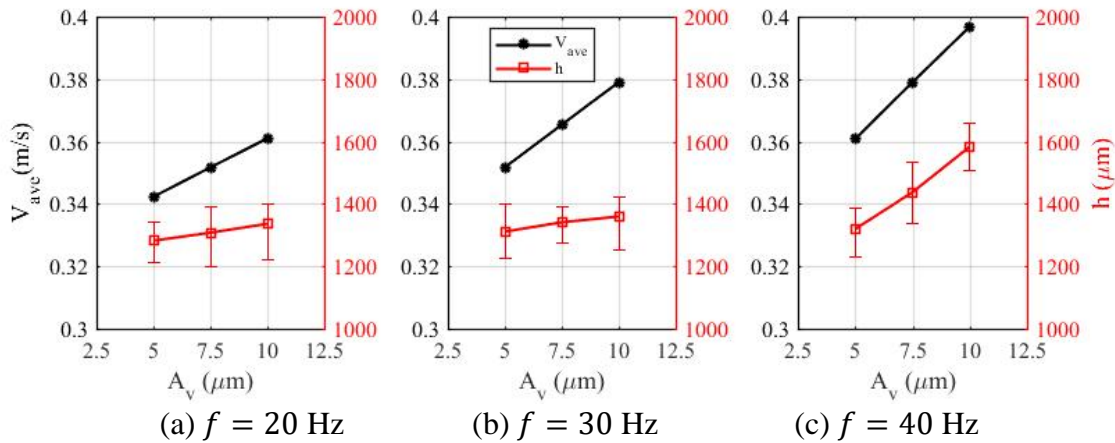 0.4
0.38
0.36
0.34
0.32
0.3
V_ave(m/s)
2000
1800
1600
1400
1200
1000
2.5 5 7.5 10 12.5
A_v (μm)
(a) f = 20 Hz
0.4
0.38
0.36
0.34
0.32
0.3
V_ave
h
2000
1800
1600
1400
1200
1000
2.5 5 7.5 10 12.5
A_v (μm)
(b) f = 30 Hz
0.4
0.38
0.36
0.34
0.32
0.3
2000
1800
1600
1400
1200
1000
h (μm)
2.5 5 7.5 10 12.5
A_v (μm)
(c) f = 40 Hz